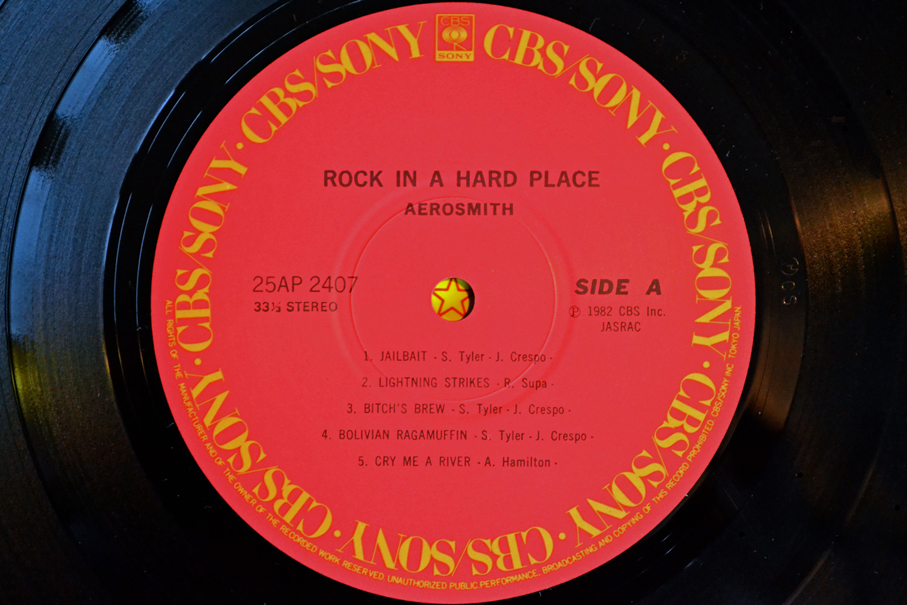 CBS
SONY
CBS/SONY · CBS/SONY · CBS/SONY · CBS/SONY · CBS/SONY · CBS/SONY · CBS/SONY · CBS/SONY · CBS/SONY
ROCK IN A HARD PLACE
AEROSMITH
25AP 2407
33⅓ STEREO
SIDE A
Ⓟ 1982 CBS Inc.
JASRAC
1. JAILBAIT - S. Tyler - J. Crespo -
2. LIGHTNING STRIKES - R. Supa -
3. BITCH'S BREW - S. Tyler - J. Crespo -
4. BOLIVIAN RAGAMUFFIN - S. Tyler - J. Crespo -
5. CRY ME A RIVER - A. Hamilton -
ALL RIGHTS OF THE MANUFACTURER AND OF THE OWNER OF THE RECORDED WORK RESERVED. UNAUTHORIZED PUBLIC PERFORMANCE, BROADCASTING AND COPYING OF THIS RECORD PROHIBITED. CBS/SONY INC. TOKYO JAPAN